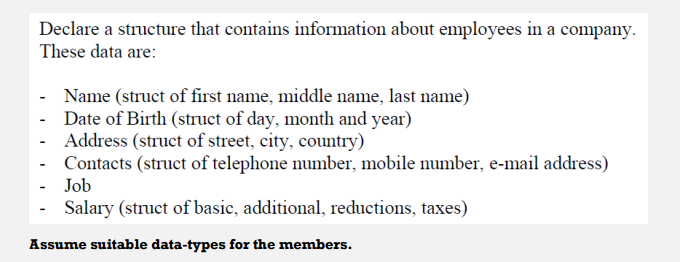 Declare a structure that contains information about employees in a company.
These data are:
- Name (struct of first name, middle name, last name)
- Date of Birth (struct of day, month and year)
- Address (struct of street, city, country)
- Contacts (struct of telephone number, mobile number, e-mail address)
- Job
- Salary (struct of basic, additional, reductions, taxes)
Assume suitable data-types for the members.